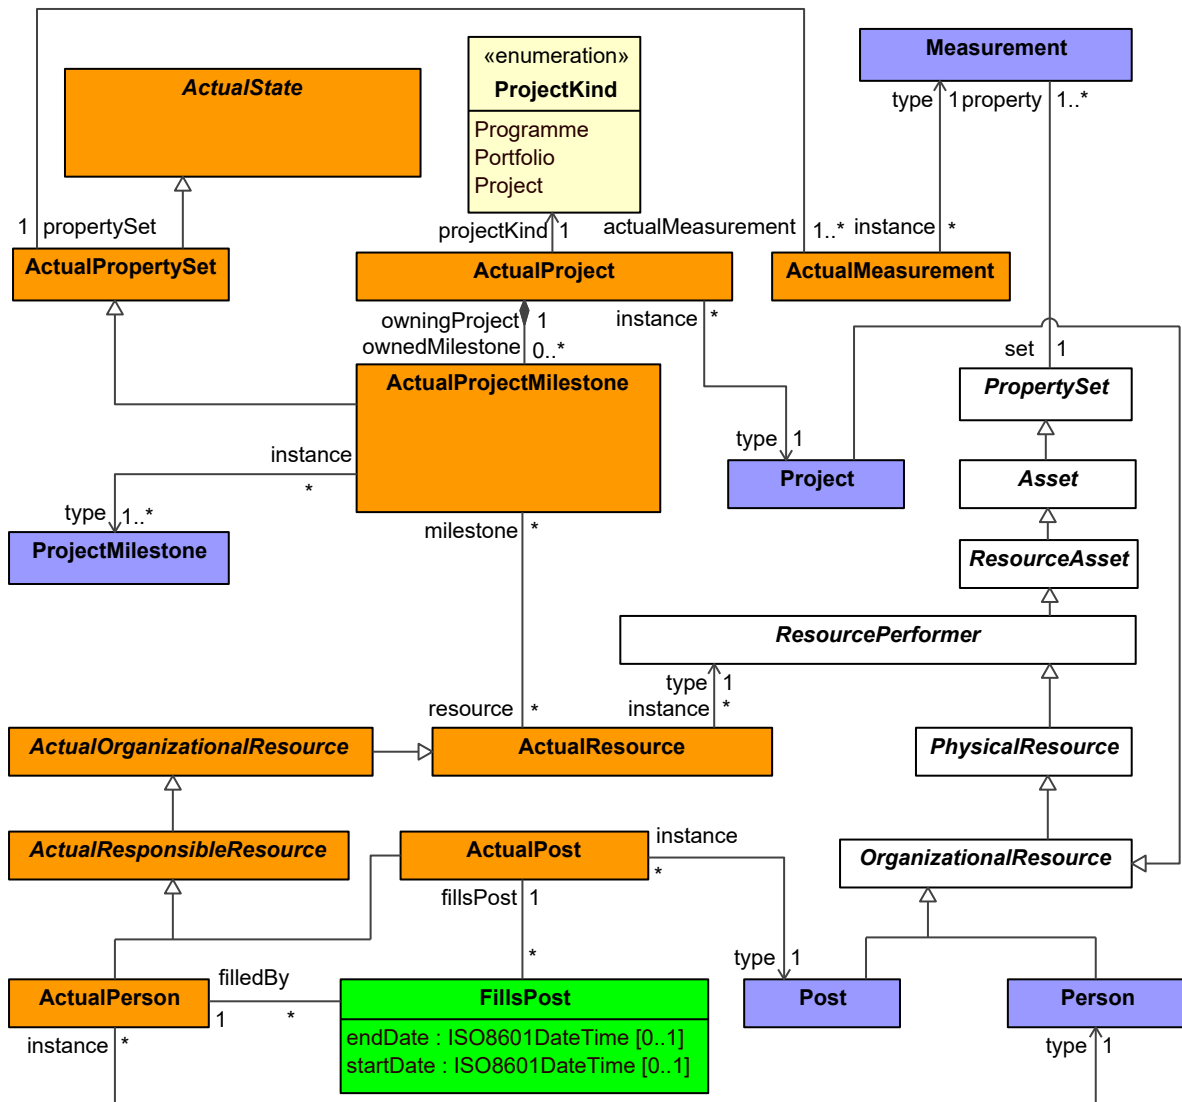 «enumeration»
ProjectKind
Programme
Portfolio
Project
Measurement
ActualState
type
1
property
1..*
1
propertySet
projectKind
1
actualMeasurement
1..*
instance
*
ActualPropertySet
ActualProject
ActualMeasurement
owningProject
1
instance
*
ownedMilestone
0..*
set
1
ActualProjectMilestone
PropertySet
instance
*
type
1
Project
Asset
type
1..*
milestone
*
ProjectMilestone
ResourceAsset
ResourcePerformer
type
1
resource
*
instance
*
ActualOrganizationalResource
ActualResource
PhysicalResource
ActualResponsibleResource
ActualPost
instance
*
OrganizationalResource
fillsPost
1
*
type
1
filledBy
1
*
ActualPerson
FillsPost
Post
Person
endDate : ISO8601DateTime [0..1]
startDate : ISO8601DateTime [0..1]
instance
*
type
1